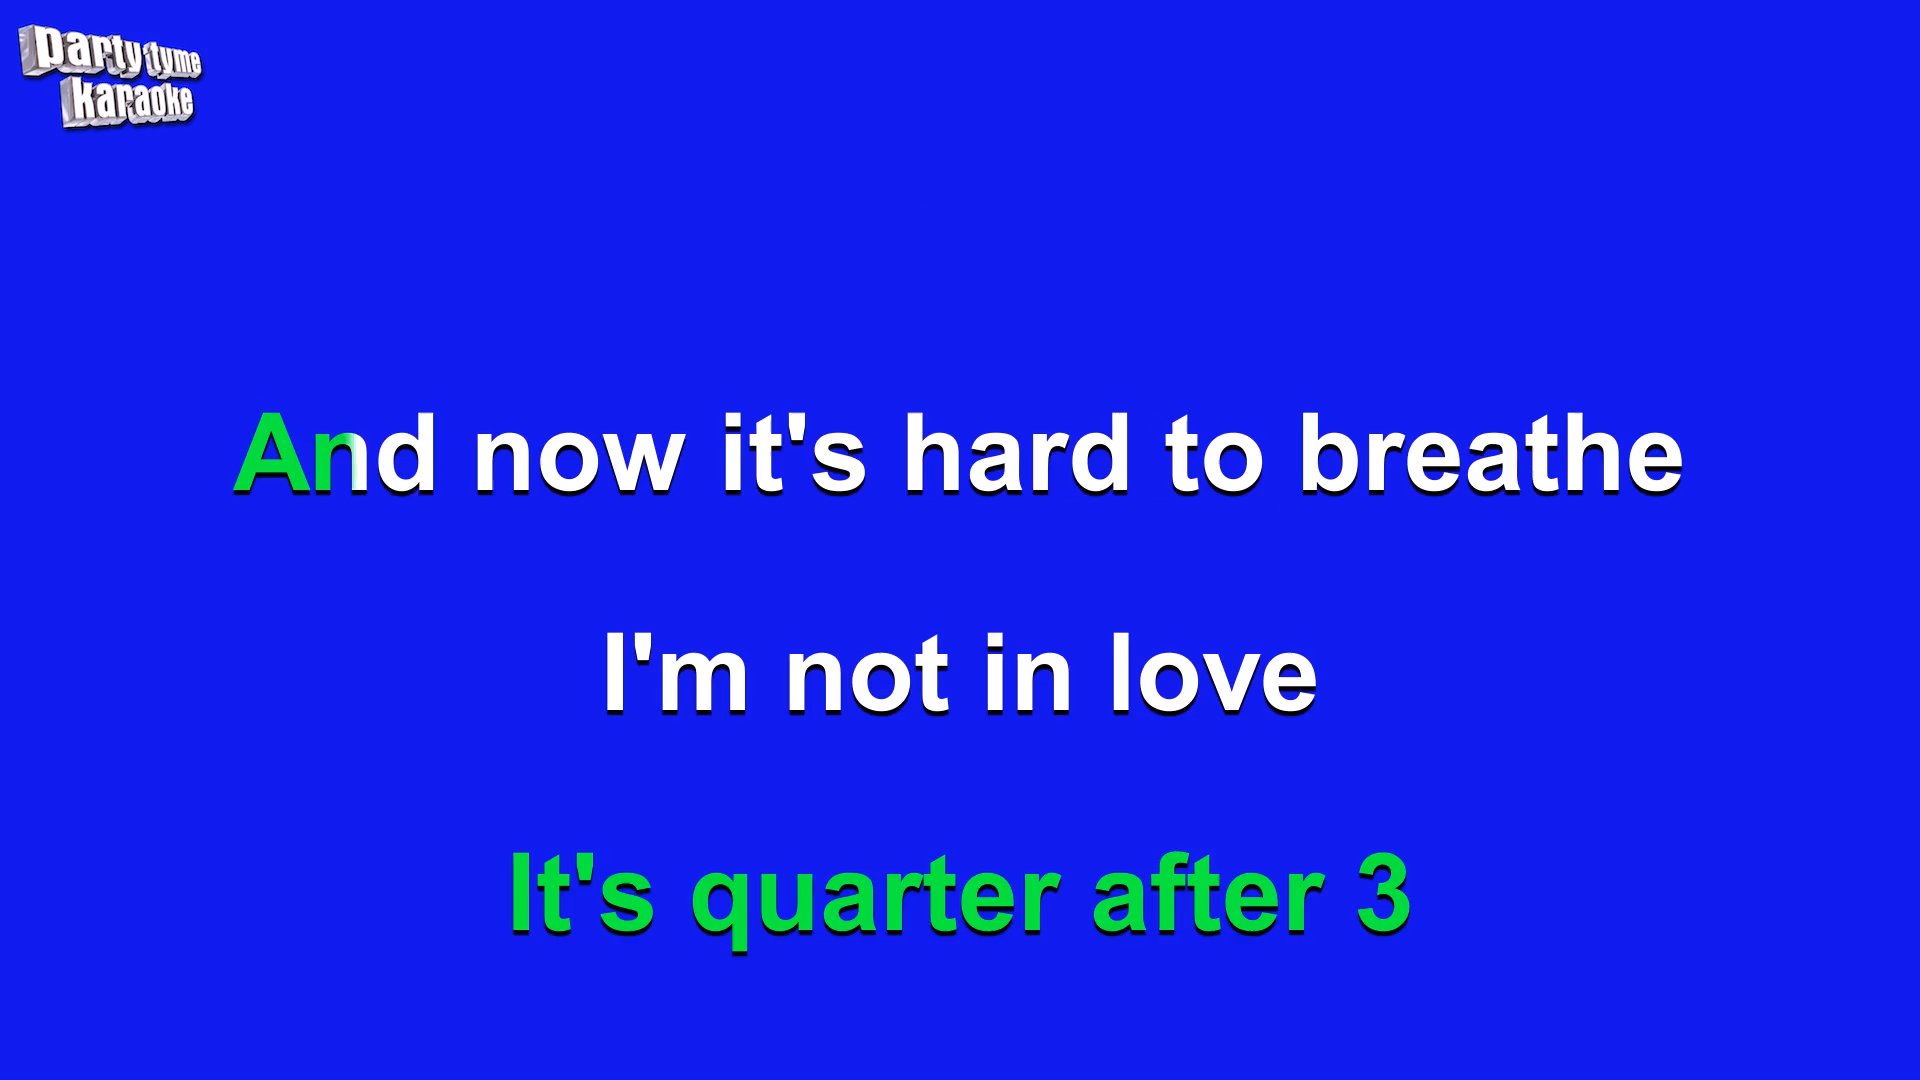 party tyme
karaoke
And now it's hard to breathe
I'm not in love
It's quarter after 3